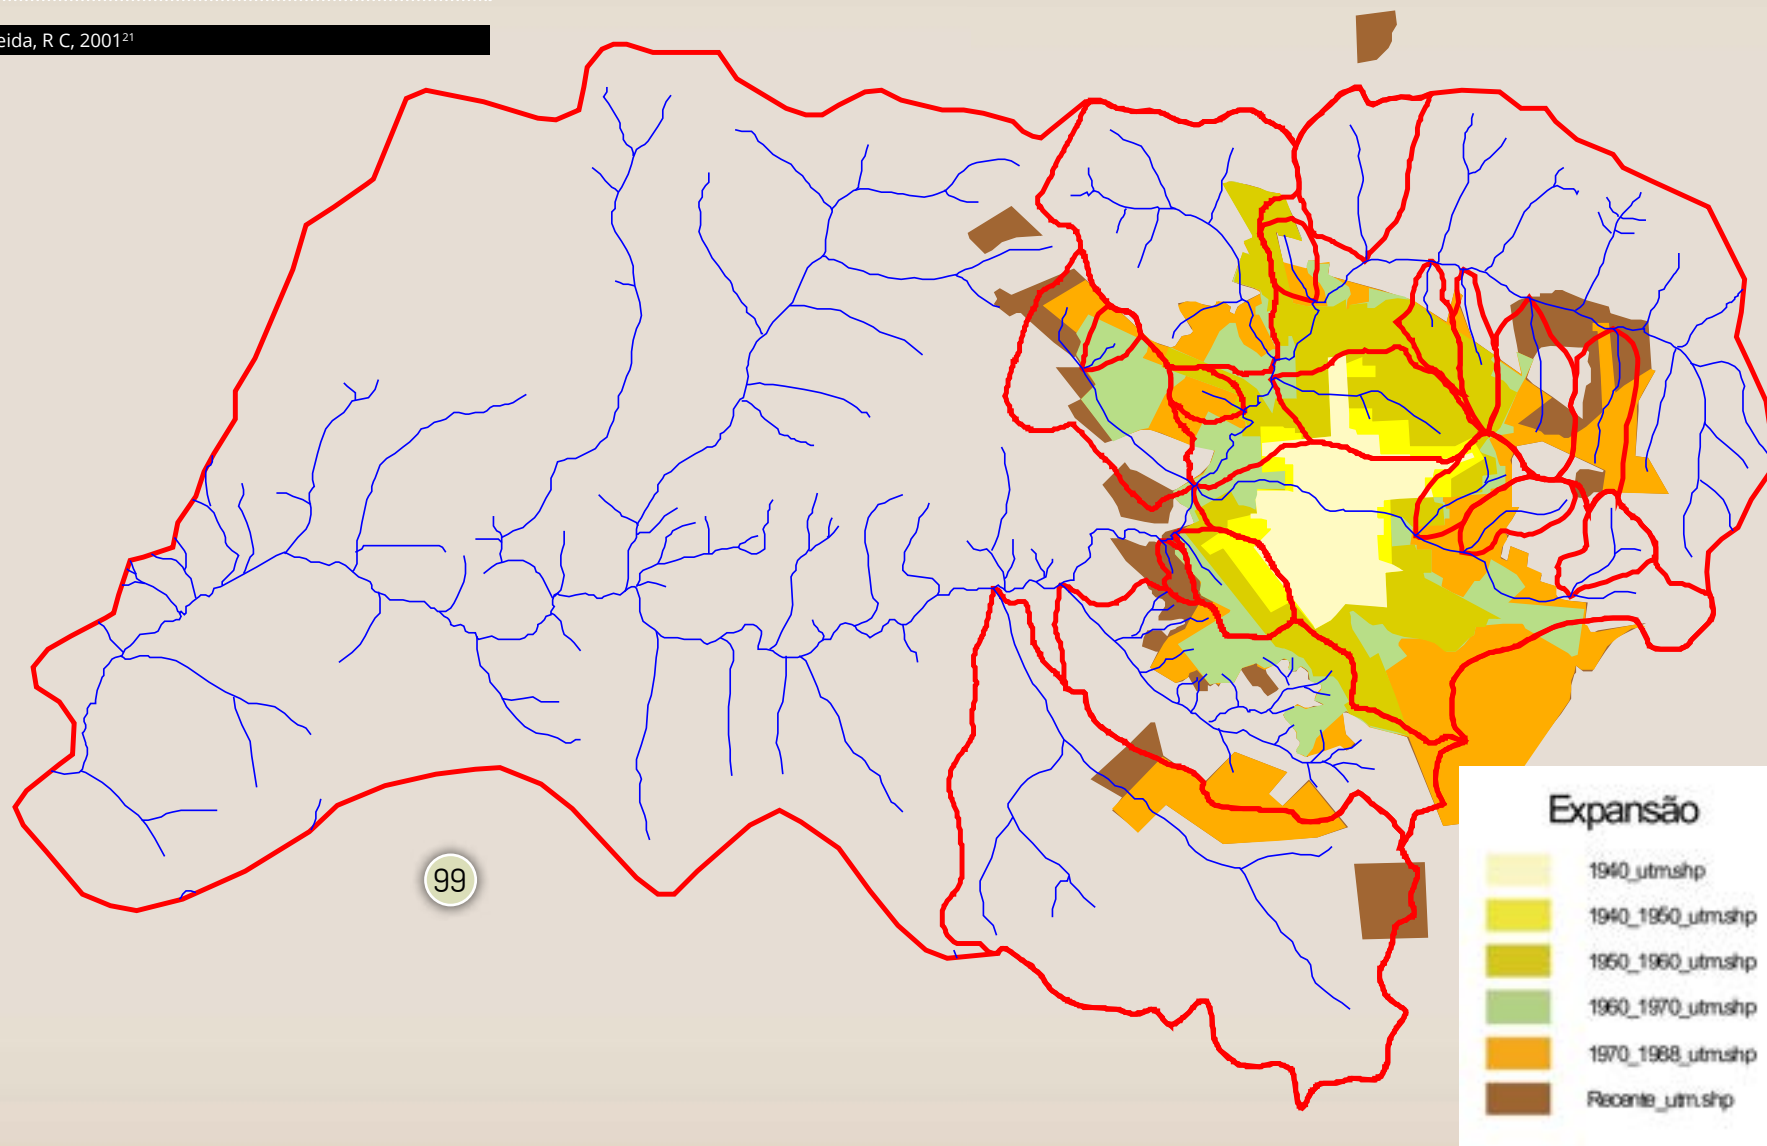 eida, R C, 2001²¹
99
Expansão
1940_utm.shp
1940_1950_utm.shp
1950_1960_utm.shp
1960_1970_utm.shp
1970_1988_utm.shp
Recente_utm.shp